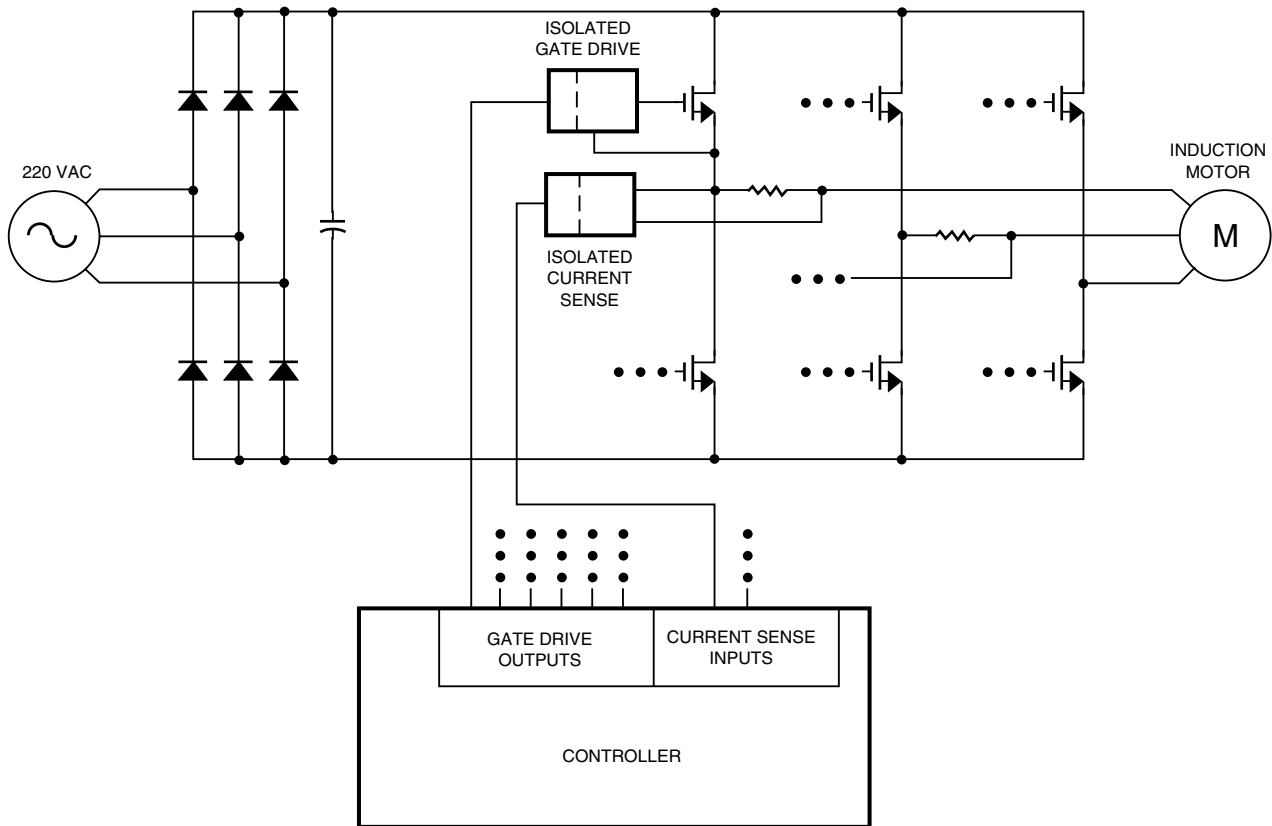 ISOLATED
GATE DRIVE
220 VAC
INDUCTION
MOTOR
M
ISOLATED
CURRENT
SENSE
GATE DRIVE
OUTPUTS
CURRENT SENSE
INPUTS
CONTROLLER